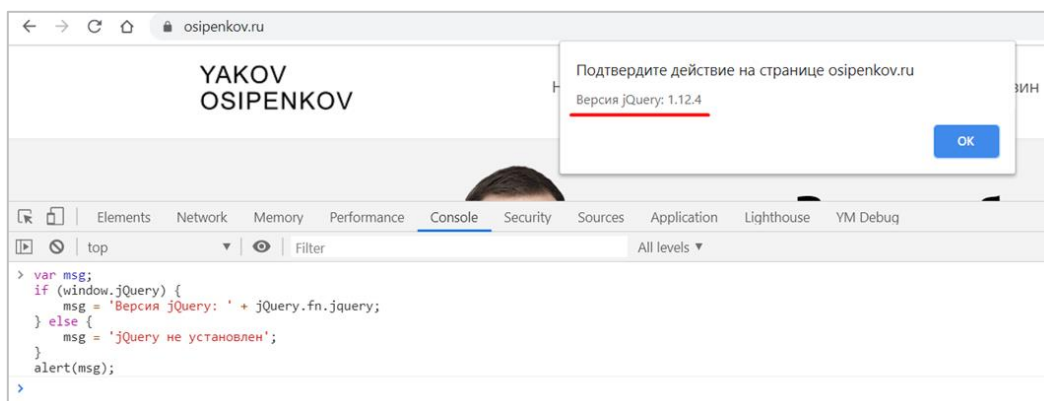 osipenkov.ru
YAKOV
OSIPENKOV
Подтвердите действие на странице osipenkov.ru
Версия jQuery: 1.12.4
ОК
Elements Network Memory Performance Console Security Sources Application Lighthouse YM Debug
top Filter All levels
> var msg;
if (window.jQuery) {
msg = 'Версия jQuery: ' + jQuery.fn.jquery;
} else {
msg = 'jQuery не установлен';
}
alert(msg);
>